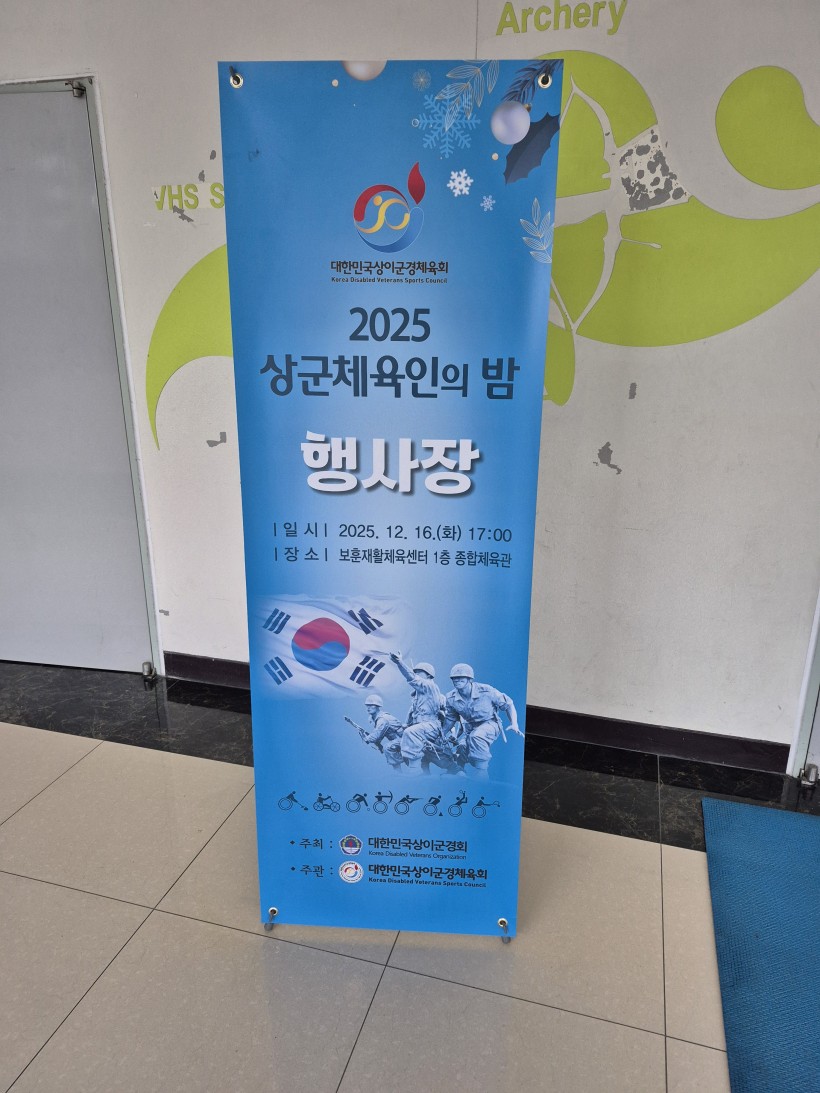 Archery
VHS S
대한민국상이군경체육회
Korea Disabled Veterans Sports Council
2025
상군체육인의 밤
행사장
| 일 시 | 2025. 12. 16.(화) 17:00
| 장 소 | 보훈재활체육센터 1층 종합체육관
• 주최 : 대한민국상이군경회
Korea Disabled Veterans Organization
• 주관 : 대한민국상이군경체육회
Korea Disabled Veterans Sports Council